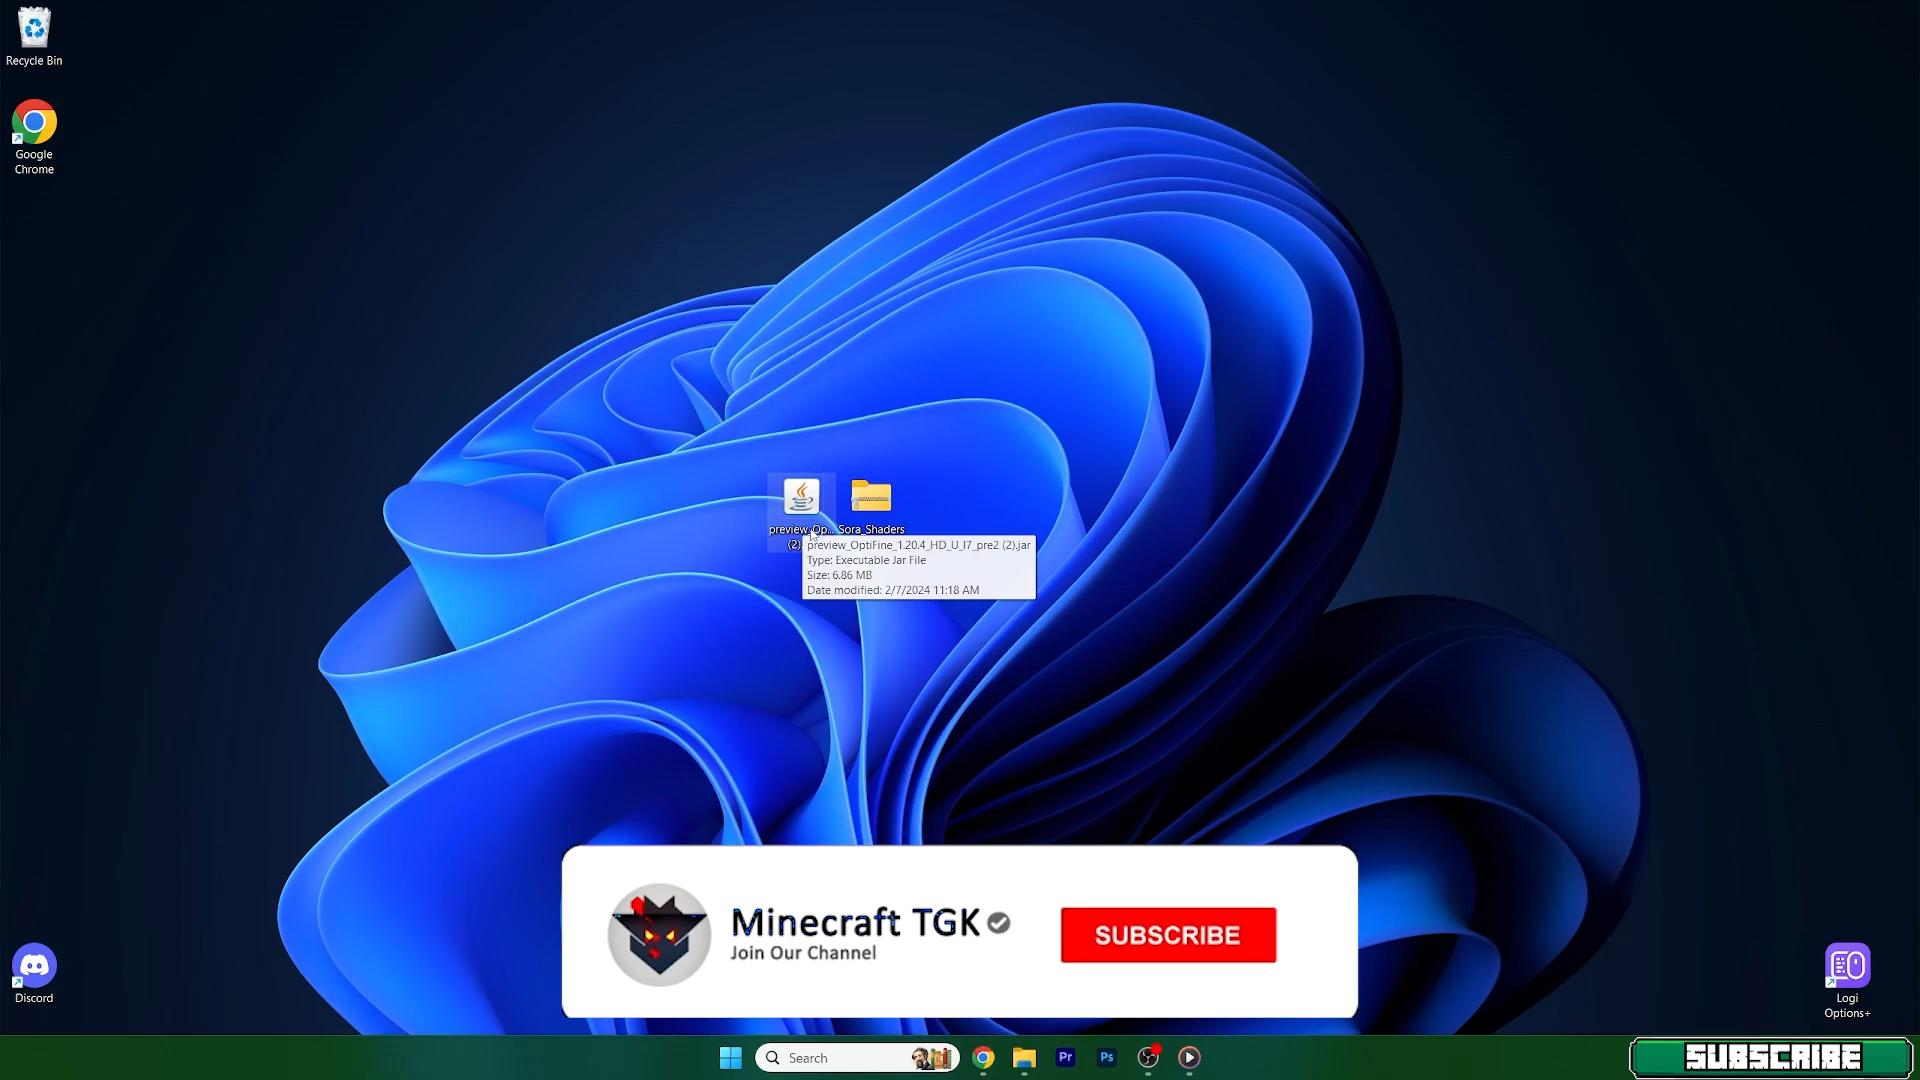 Recycle Bin
Google
Chrome
preview_Op...
(2)
Sora_Shaders
preview_OptiFine_1.20.4_HD_U_I7_pre2 (2).jar
Type: Executable Jar File
Size: 6.86 MB
Date modified: 2/7/2024 11:18 AM
Minecraft TGK
Join Our Channel
SUBSCRIBE
Discord
Logi
Options+
Search
Pr
Ps
SUBSCRIBE